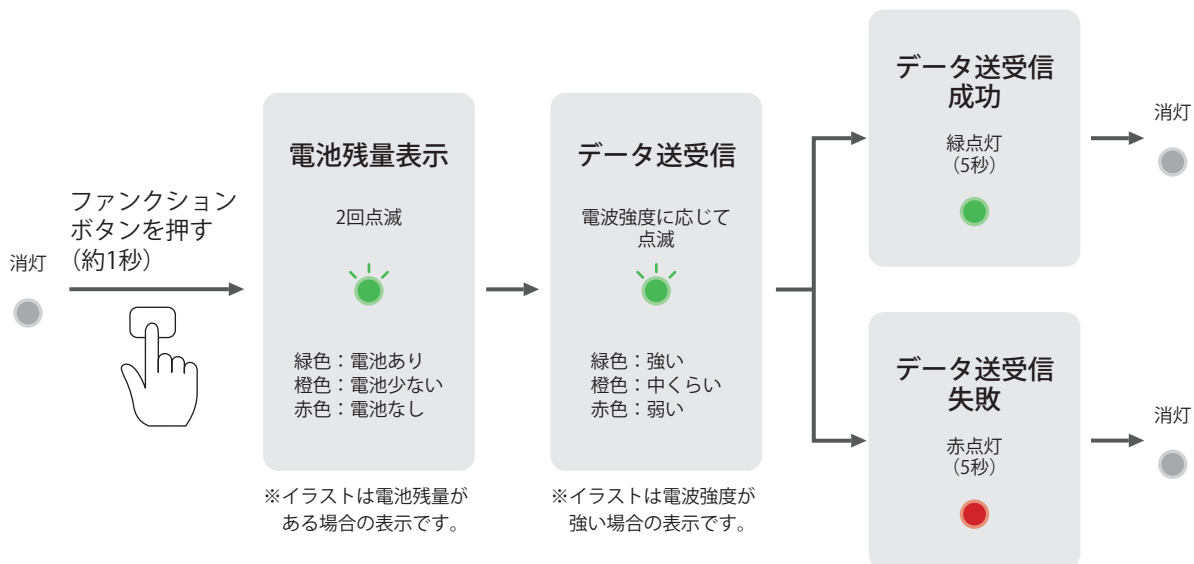 消灯
ファンクション
ボタンを押す
（約1秒）
電池残量表示
2回点滅
緑色：電池あり
橙色：電池少ない
赤色：電池なし
※イラストは電池残量が
ある場合の表示です。
データ送受信
電波強度に応じて
点滅
緑色：強い
橙色：中くらい
赤色：弱い
※イラストは電波強度が
強い場合の表示です。
データ送受信
成功
緑点灯
（5秒）
消灯
データ送受信
失敗
赤点灯
（5秒）
消灯